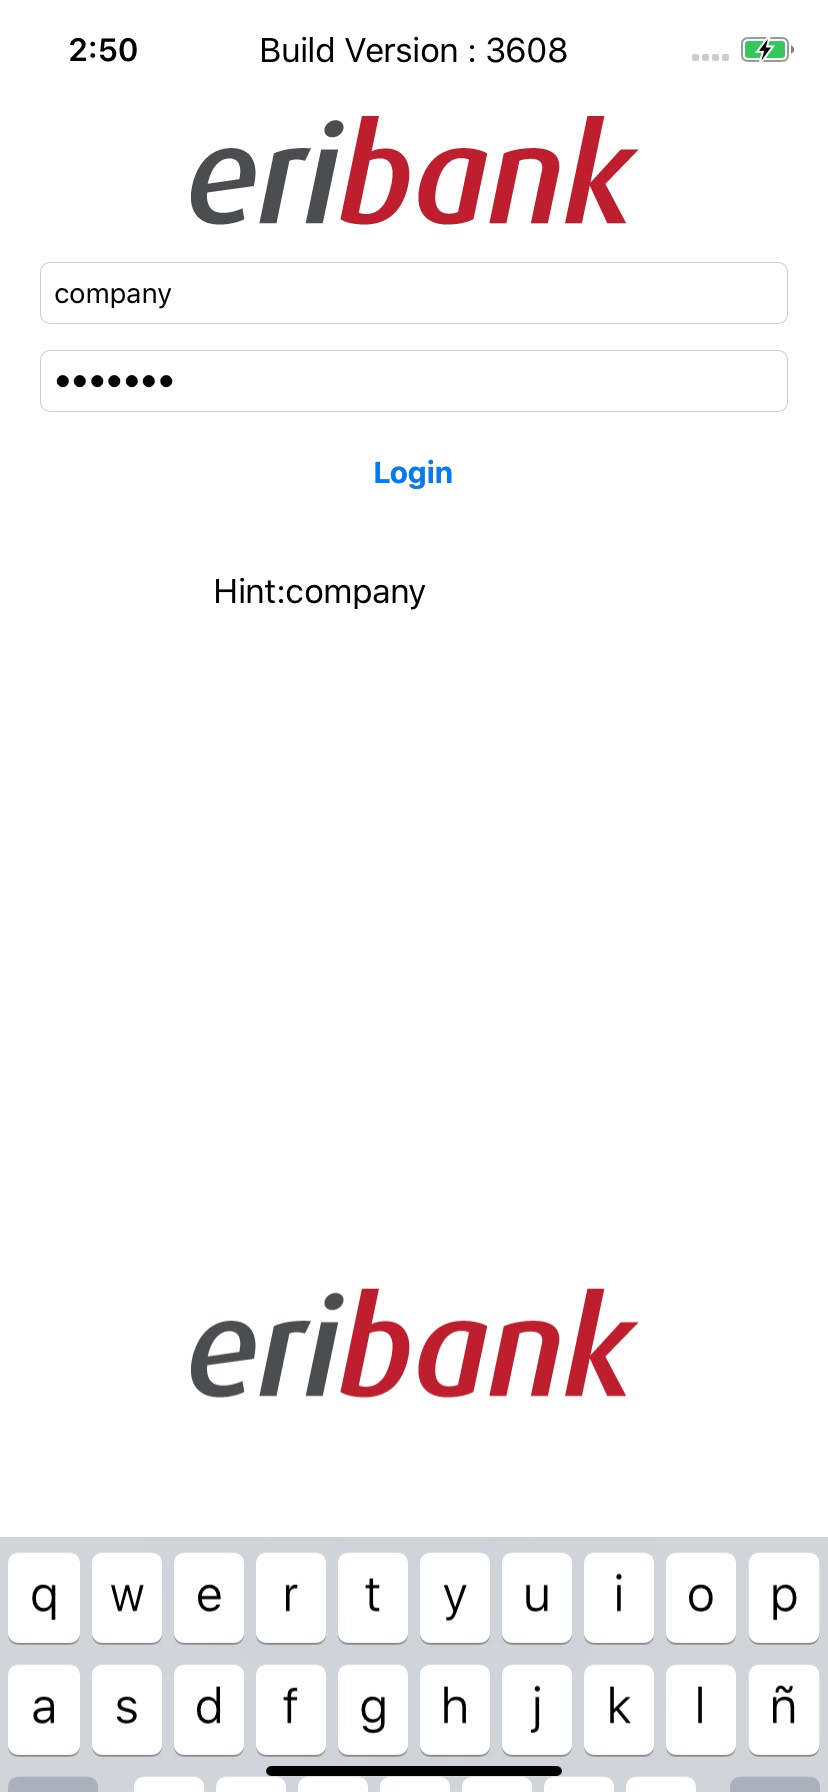 2:50 Build Version : 3608
eribank
company
•••••••
Login
Hint:company
eribank
q w e r t y u i o p
a s d f g h j k l ñ